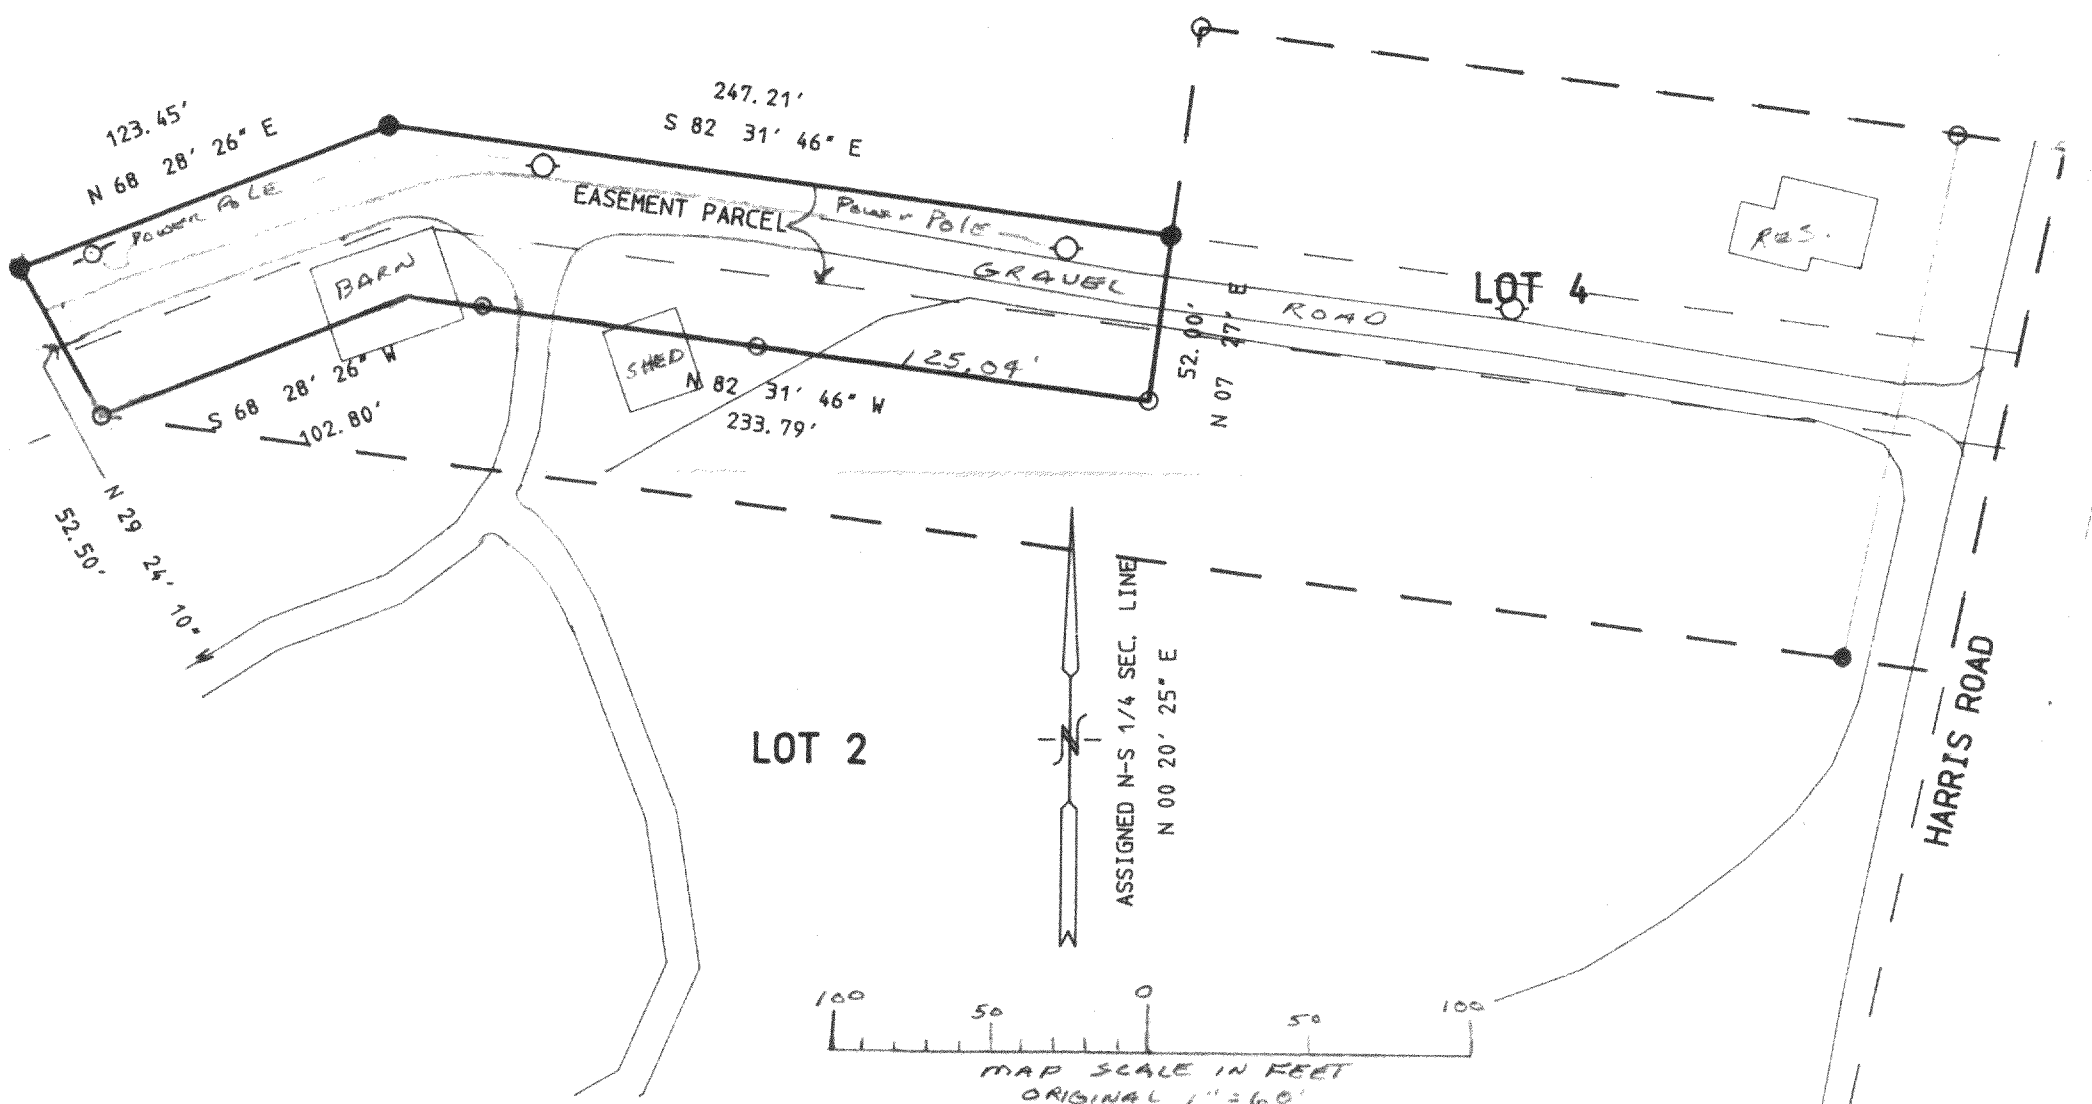 123.45'
N 68 28' 26" E
247.21'
S 82 31' 46" E
POWER POLE
EASEMENT PARCEL
Power Pole
GRAVEL ROAD
BARN
SHED
RES.
LOT 4
52.00'
N 07 27' E
125.04'
S 68 28' 26" W
102.80'
N 82 31' 46" W
233.79'
N 29 24' 10"
52.50'
LOT 2
ASSIGNED N-S 1/4 SEC. LINE
N 00 20' 25" E
N
HARRIS ROAD
100 50 0 50 100
MAP SCALE IN FEET
ORIGINAL 1"=60'